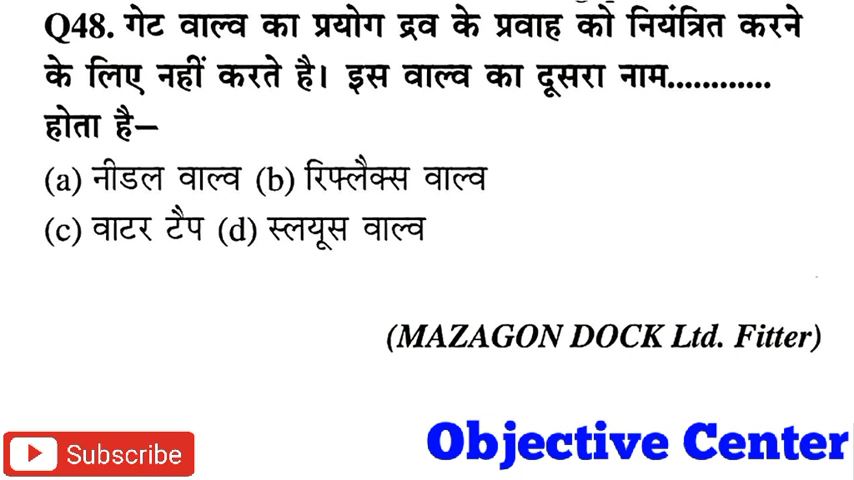 Q48. गेट वाल्व का प्रयोग द्रव के प्रवाह को नियंत्रित करने
के लिए नहीं करते है। इस वाल्व का दूसरा नाम............
होता है–
(a) नीडल वाल्व (b) रिफ्लैक्स वाल्व
(c) वाटर टैप (d) स्लयूस वाल्व
(MAZAGON DOCK Ltd. Fitter)
Subscribe
Objective Center